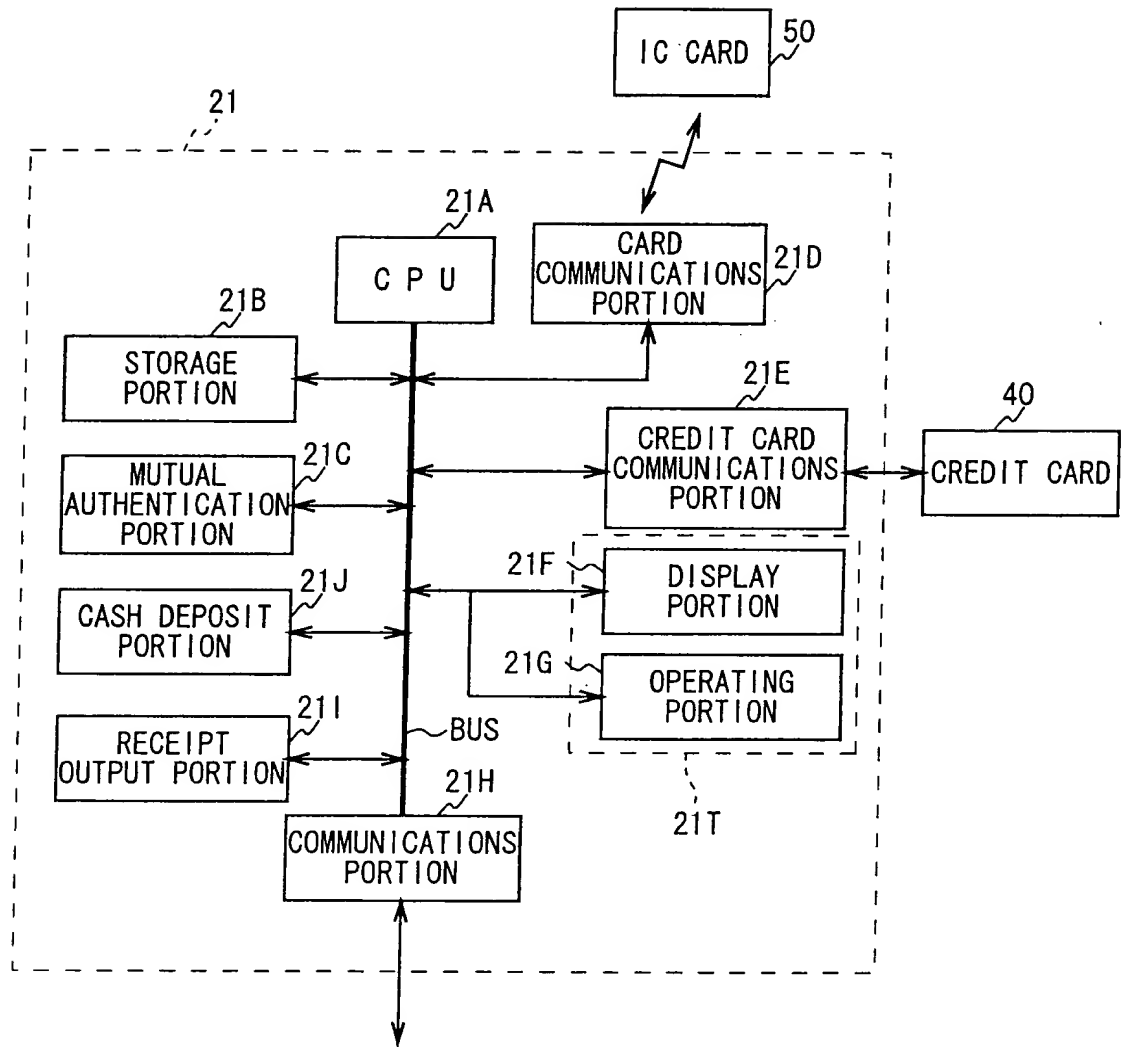 50
IC CARD
21
21A
CPU
CARD
COMMUNICATIONS
PORTION
21D
21B
STORAGE
PORTION
21E
CREDIT CARD
COMMUNICATIONS
PORTION
40
CREDIT CARD
MUTUAL
AUTHENTICATION
PORTION
21C
21F
DISPLAY
PORTION
CASH DEPOSIT
PORTION
21J
21G
OPERATING
PORTION
RECEIPT
OUTPUT PORTION
21I
BUS
21T
21H
COMMUNICATIONS
PORTION